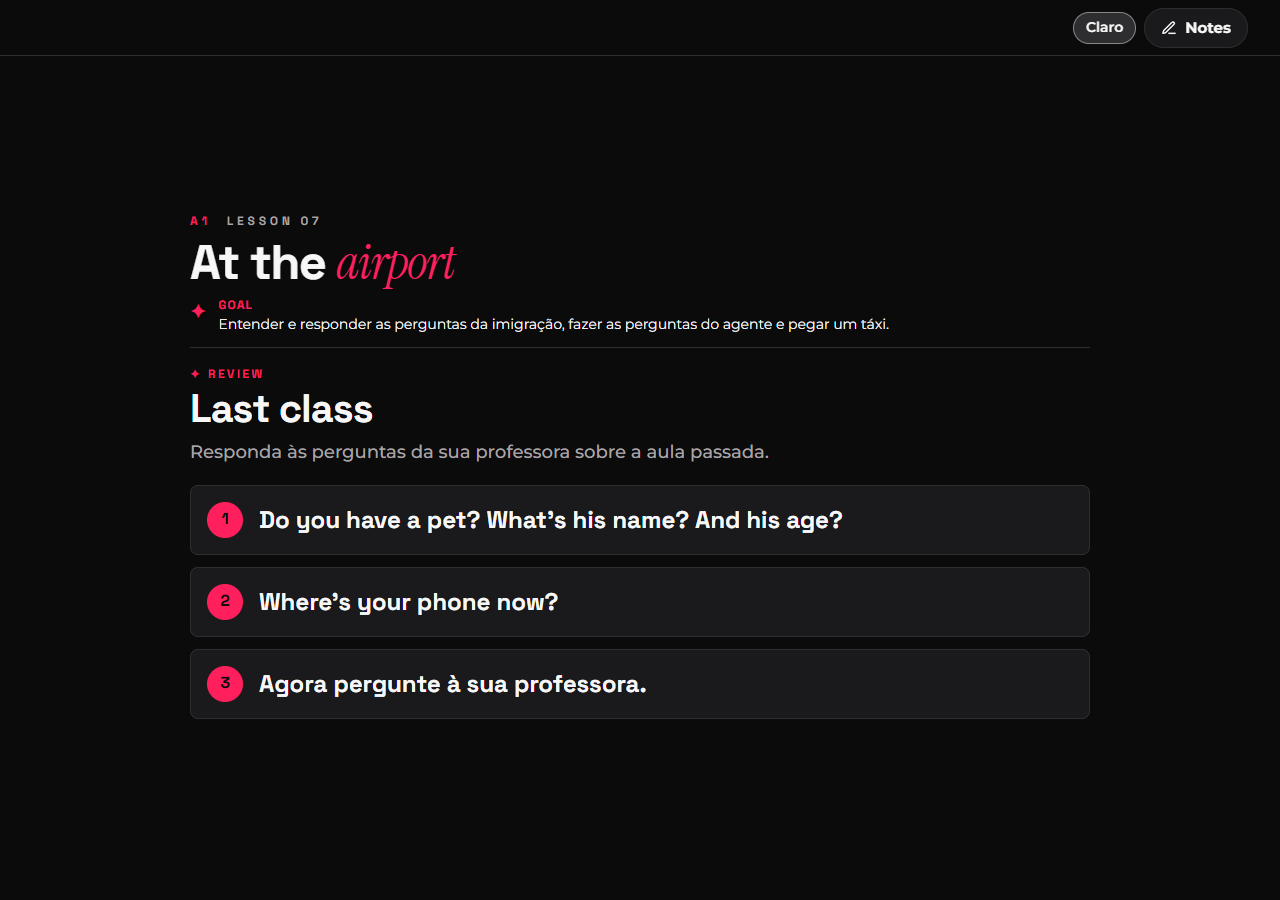 Claro
Notes
A1 LESSON 07
At the airport
GOAL
Entender e responder as perguntas da imigração, fazer as perguntas do agente e pegar um táxi.
REVIEW
Last class
Responda às perguntas da sua professora sobre a aula passada.
1 Do you have a pet? What’s his name? And his age?
2 Where’s your phone now?
3 Agora pergunte à sua professora.